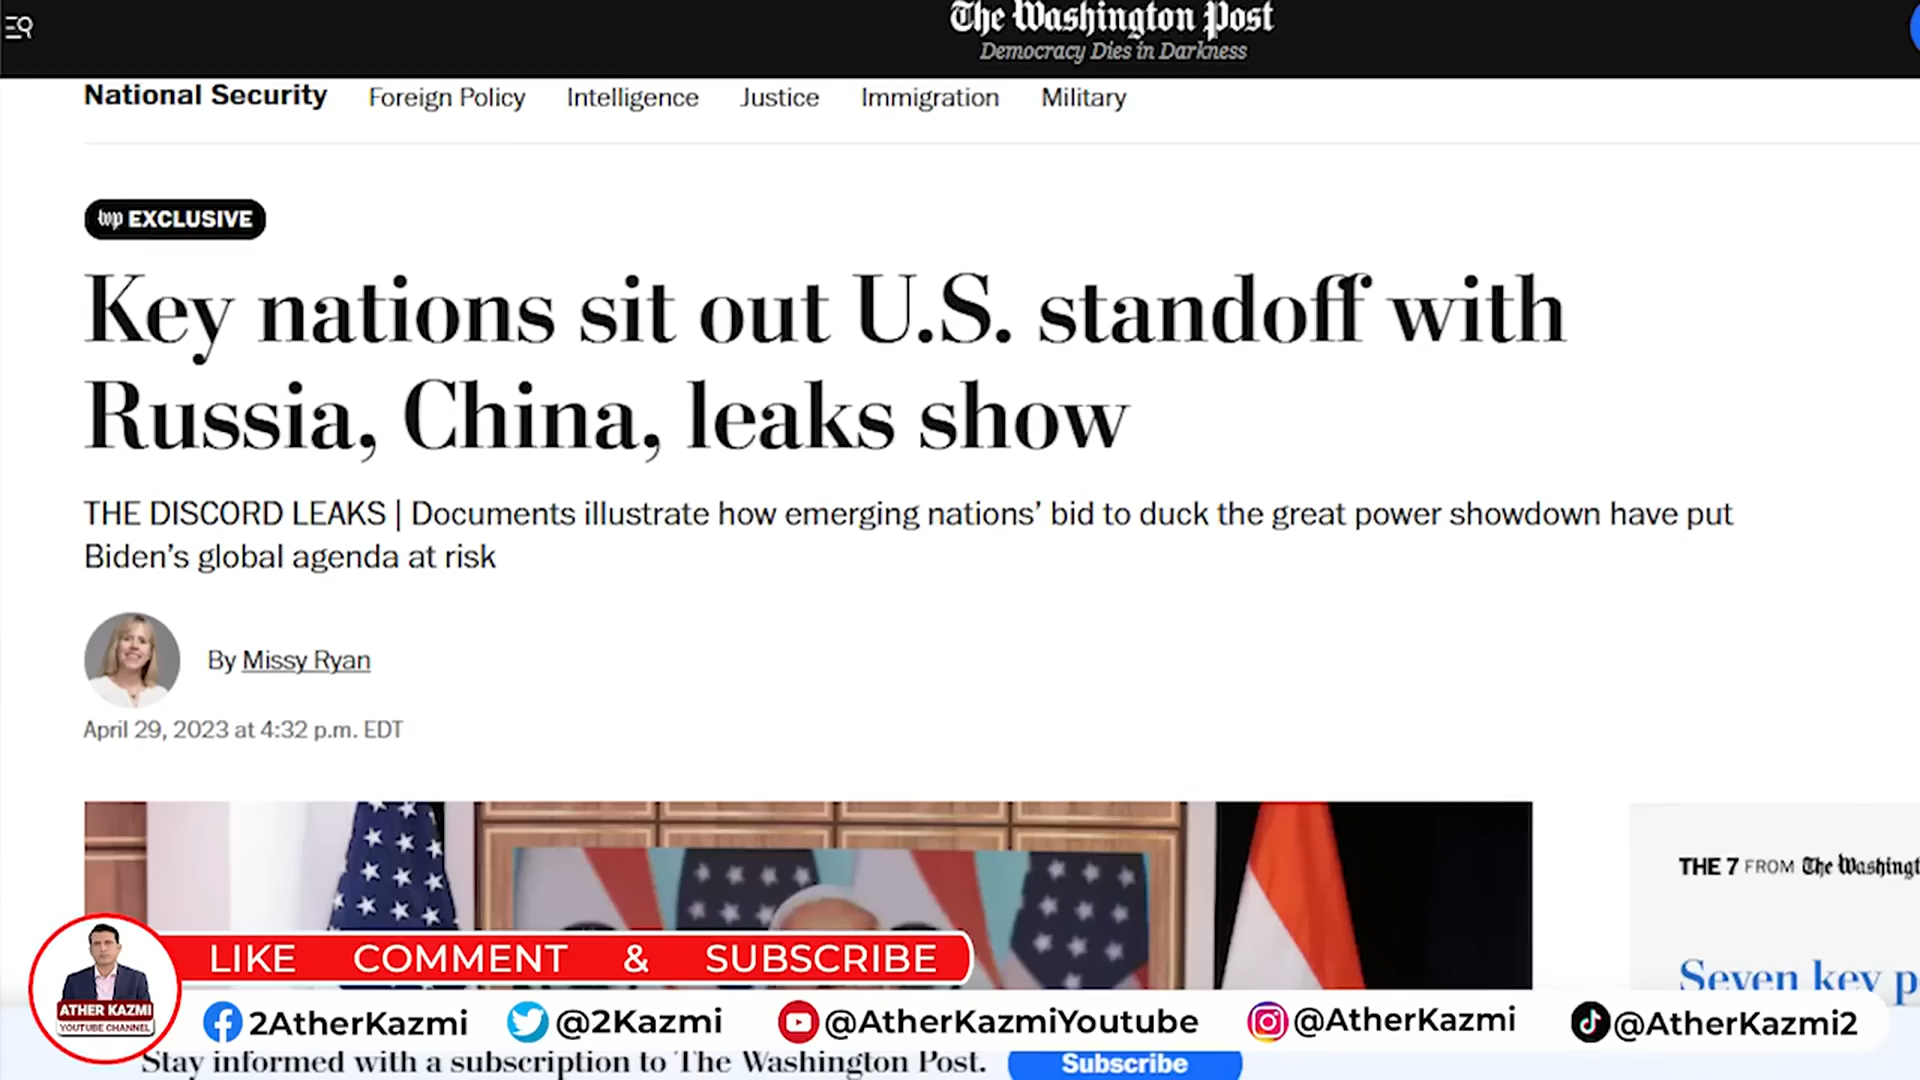 The Washington Post
Democracy Dies in Darkness
National Security Foreign Policy Intelligence Justice Immigration Military
wp EXCLUSIVE
Key nations sit out U.S. standoff with
Russia, China, leaks show
THE DISCORD LEAKS | Documents illustrate how emerging nations’ bid to duck the great power showdown have put
Biden’s global agenda at risk
By Missy Ryan
April 29, 2023 at 4:32 p.m. EDT
THE 7 FROM The Washingt
Seven key p
LIKE COMMENT & SUBSCRIBE
ATHER KAZMI
YOUTUBE CHANNEL
2AtherKazmi @2Kazmi @AtherKazmiYoutube @AtherKazmi @AtherKazmi2
Stay informed with a subscription to The Washington Post. Subscribe